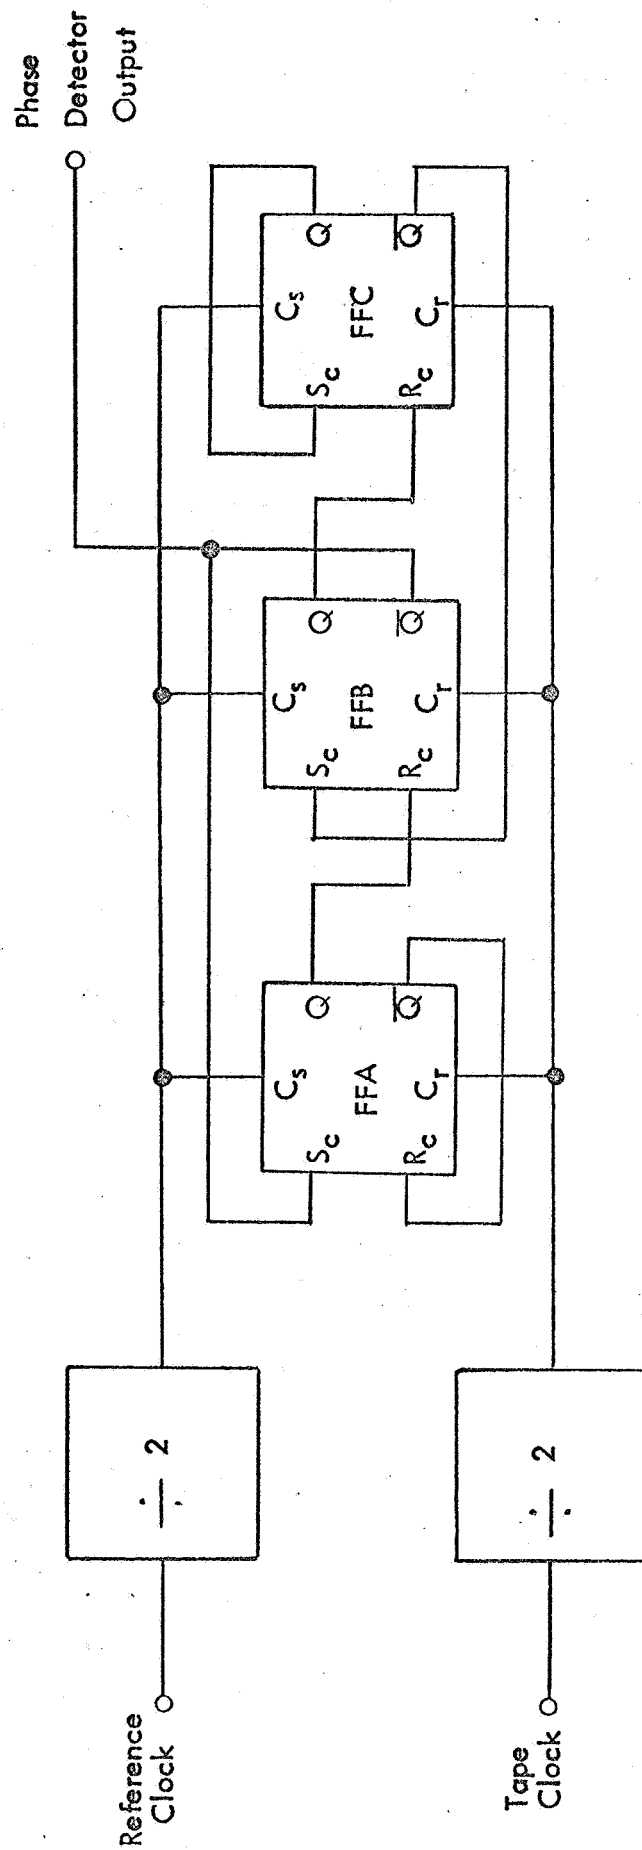 Phase
Detector
Output
Reference
Clock
÷ 2
Tape
Clock
÷ 2
Cs
Sc
Q
FFA
Rc
Q̅
Cr
Cs
Sc
Q
FFB
Rc
Q̅
Cr
Cs
Sc
Q
FFC
Rc
Q̅
Cr